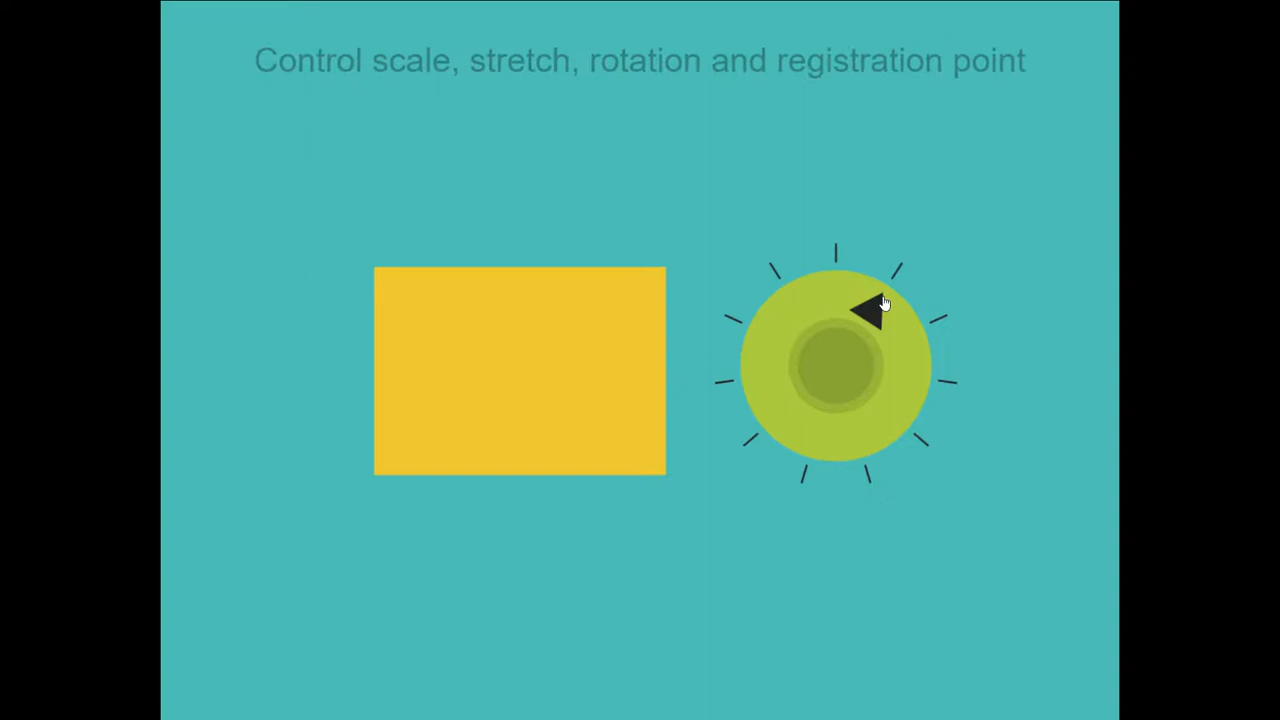 Control scale, stretch, rotation and registration point